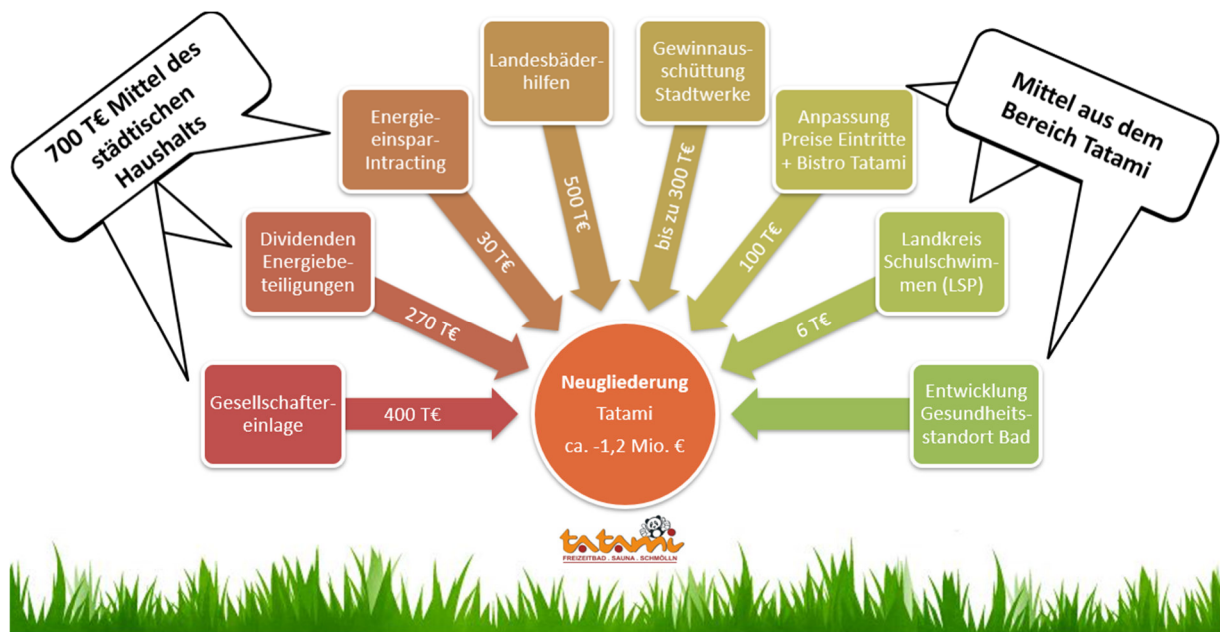 700 T€ Mittel des
städtischen
Haushalts
Gesellschafter-
einlage
400 T€
Dividenden
Energiebe-
teiligungen
270 T€
Energie-
einspar-
Intracting
30 T€
Landesbäder-
hilfen
500 T€
Gewinnaus-
schüttung
Stadtwerke
bis zu 300 T€
Anpassung
Preise Eintritte
+ Bistro Tatami
100 T€
Landkreis
Schulschwim-
men (LSP)
6 T€
Entwicklung
Gesundheits-
standort Bad
Mittel aus dem
Bereich Tatami
Neugliederung
Tatami
ca. -1,2 Mio. €
tatami
FREIZEITBAD . SAUNA . SCHMÖLLN